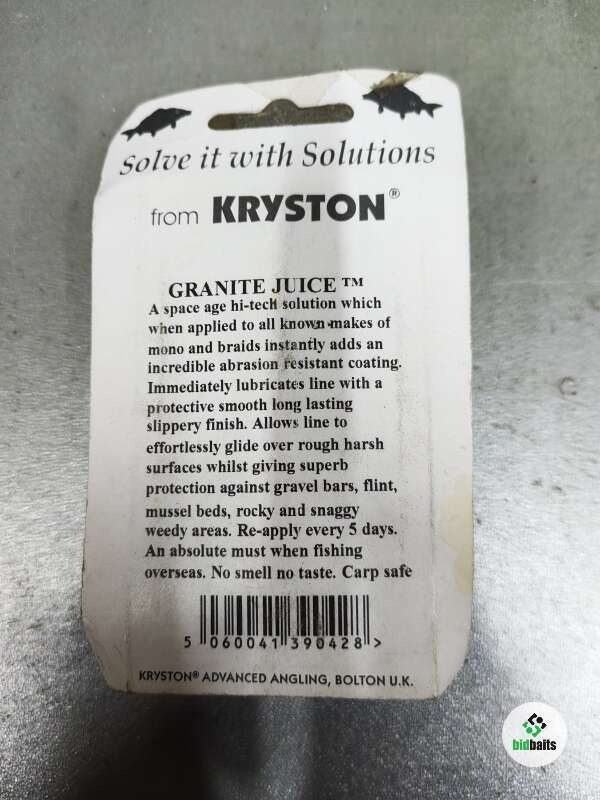 Solve it with Solutions
from KRYSTON®
GRANITE JUICE ™
A space age hi-tech solution which
when applied to all known makes of
mono and braids instantly adds an
incredible abrasion resistant coating.
Immediately lubricates line with a
protective smooth long lasting
slippery finish. Allows line to
effortlessly glide over rough harsh
surfaces whilst giving superb
protection against gravel bars, flint,
mussel beds, rocky and snaggy
weedy areas. Re-apply every 5 days.
An absolute must when fishing
overseas. No smell no taste. Carp safe
5 060041 390428 >
KRYSTON® ADVANCED ANGLING, BOLTON U.K.
bidbaits